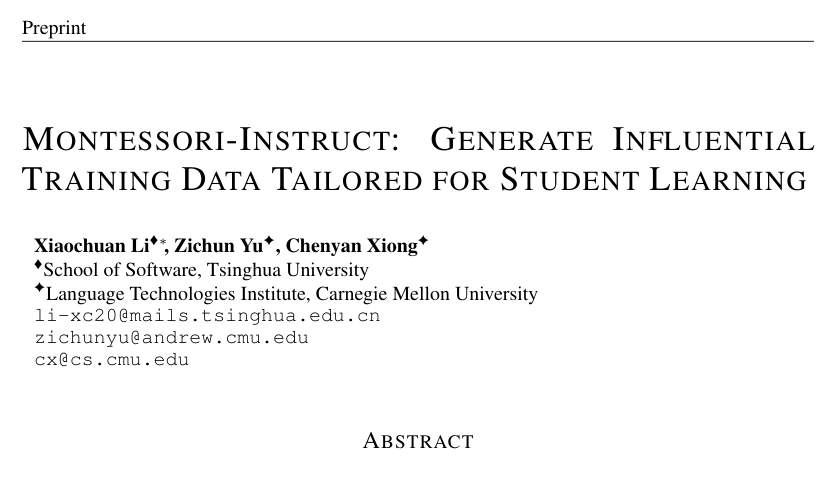 Preprint
MONTESSORI-INSTRUCT: GENERATE INFLUENTIAL
TRAINING DATA TAILORED FOR STUDENT LEARNING
Xiaochuan Li♦*, Zichun Yu✦, Chenyan Xiong✦
♦School of Software, Tsinghua University
✦Language Technologies Institute, Carnegie Mellon University
li-xc20@mails.tsinghua.edu.cn
zichunyu@andrew.cmu.edu
cx@cs.cmu.edu
ABSTRACT